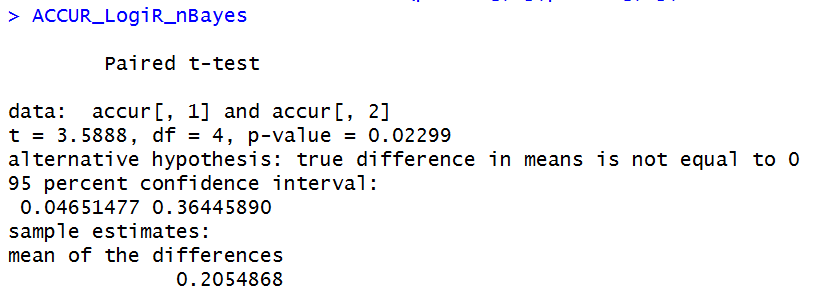 > ACCUR_LogiR_nBayes
Paired t-test
data:  accur[, 1] and accur[, 2]
t = 3.5888, df = 4, p-value = 0.02299
alternative hypothesis: true difference in means is not equal to 0
95 percent confidence interval:
0.04651477 0.36445890
sample estimates:
mean of the differences
0.2054868